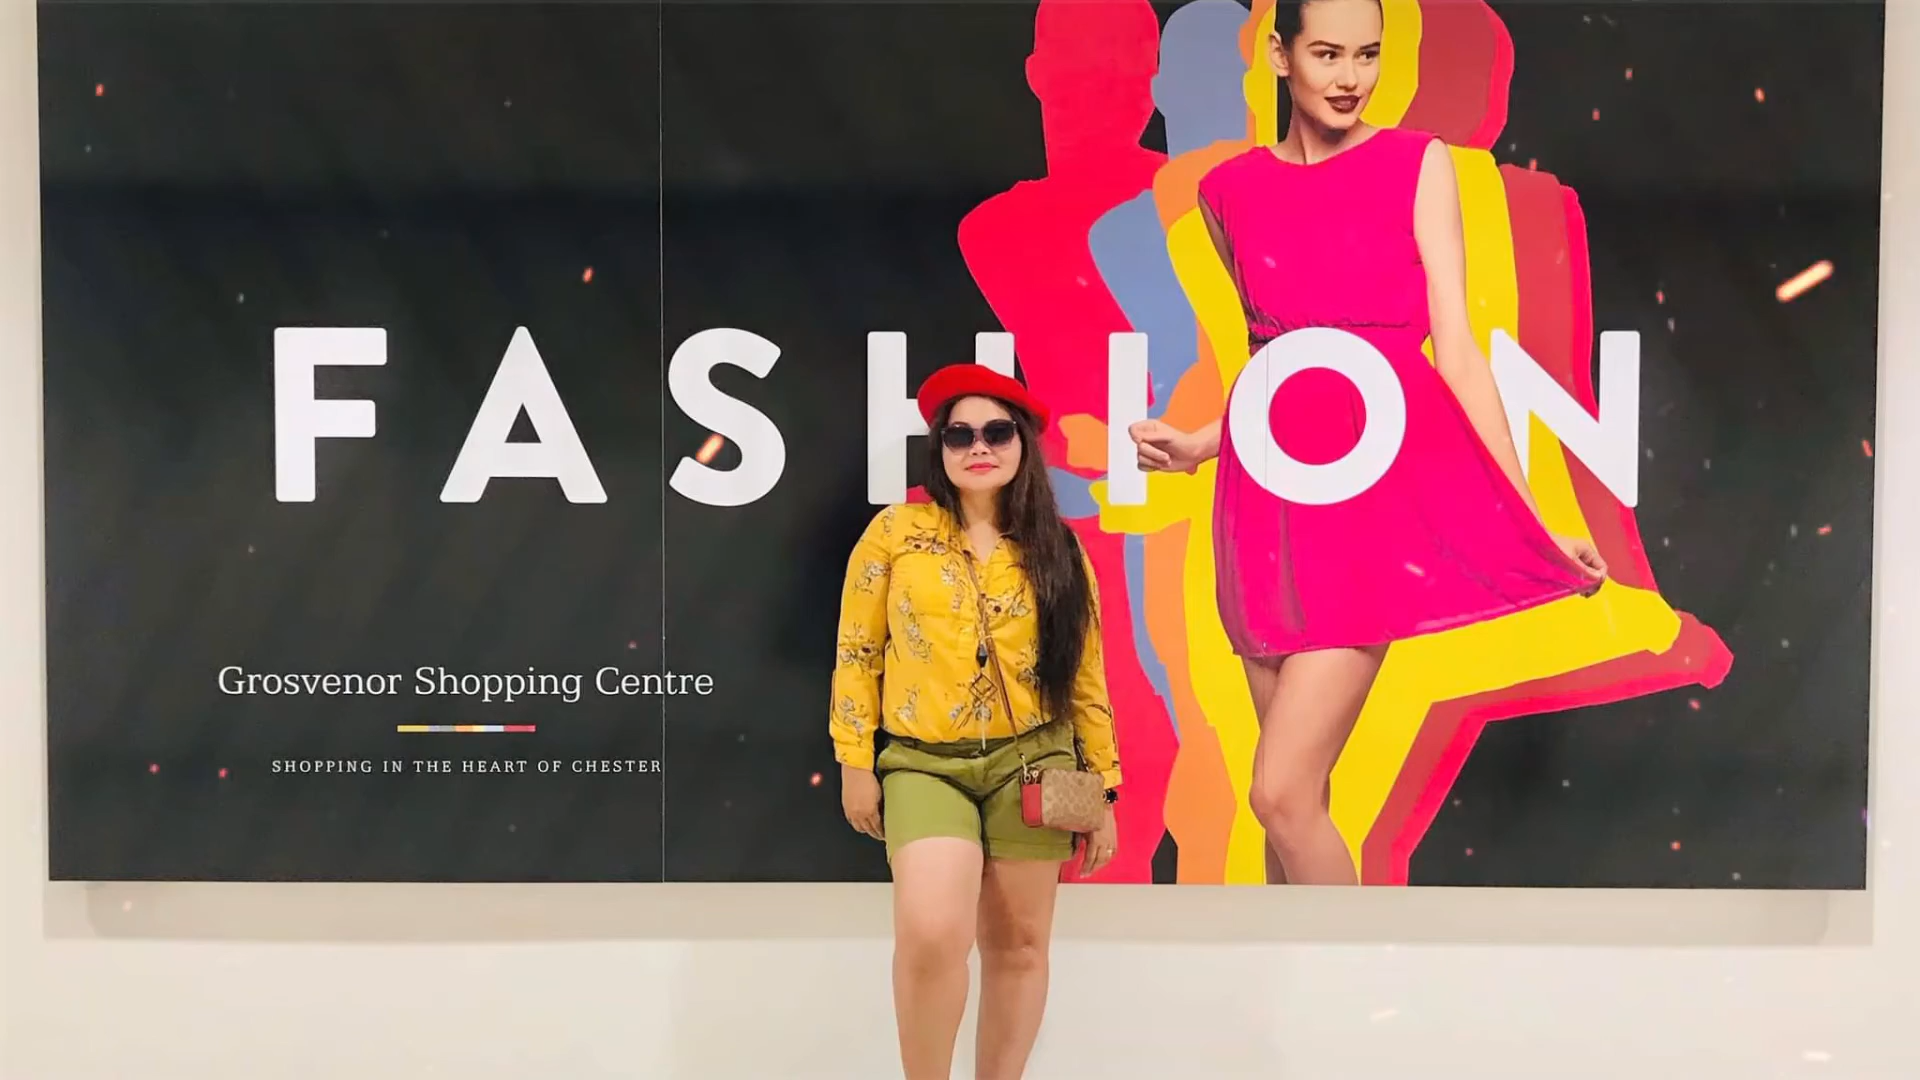 FASHION
Grosvenor Shopping Centre
SHOPPING IN THE HEART OF CHESTER